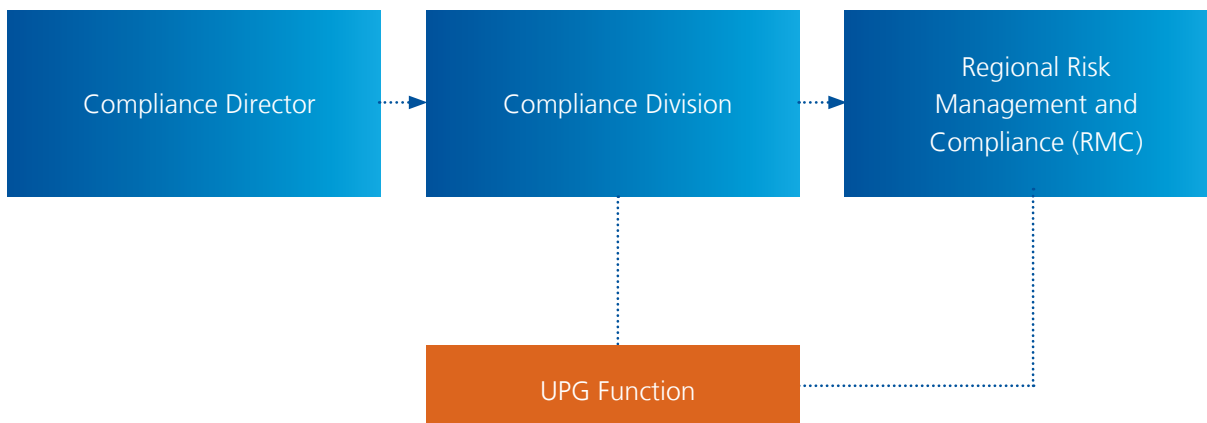 Compliance Director
Compliance Division
Regional Risk
Management and
Compliance (RMC)
UPG Function